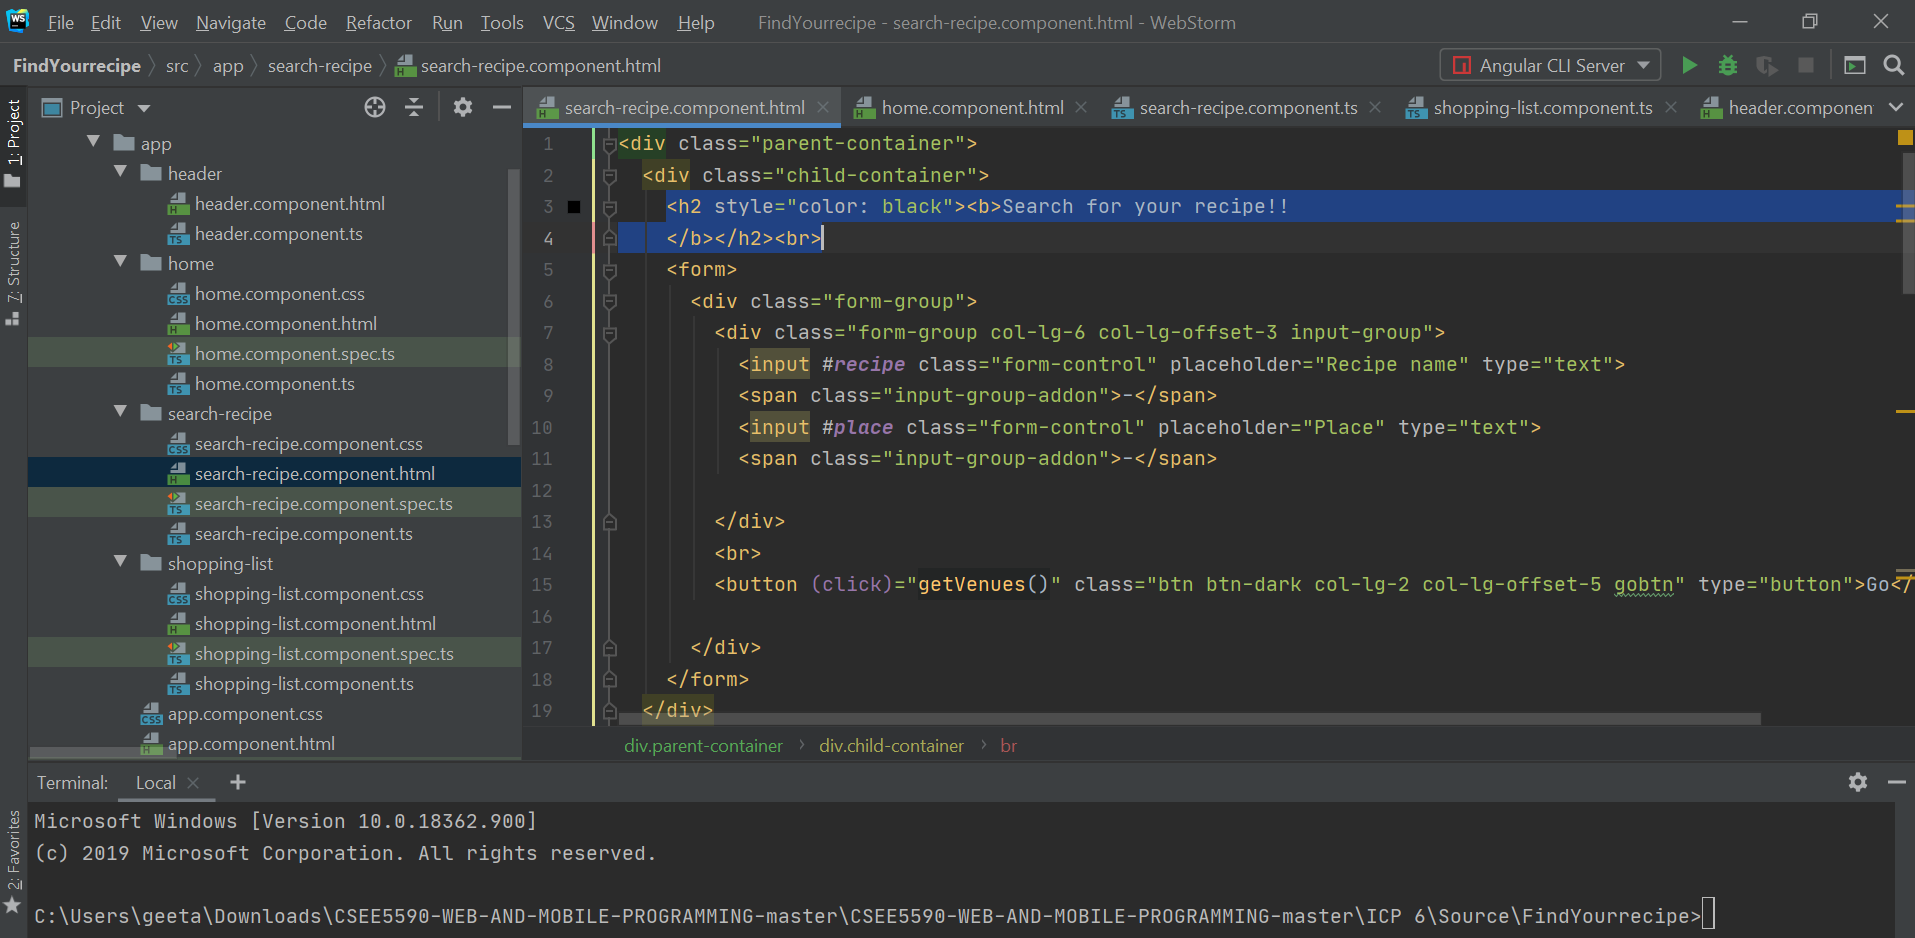 WS File Edit View Navigate Code Refactor Run Tools VCS Window Help FindYourrecipe - search-recipe.component.html - WebStorm
FindYourrecipe src app search-recipe search-recipe.component.html Angular CLI Server
1: Project
7: Structure
2: Favorites
Project
app
header
header.component.html
header.component.ts
home
home.component.css
home.component.html
home.component.spec.ts
home.component.ts
search-recipe
search-recipe.component.css
search-recipe.component.html
search-recipe.component.spec.ts
search-recipe.component.ts
shopping-list
shopping-list.component.css
shopping-list.component.html
shopping-list.component.spec.ts
shopping-list.component.ts
app.component.css
app.component.html
search-recipe.component.html home.component.html search-recipe.component.ts shopping-list.component.ts header.componen
1 <div class="parent-container">
2 <div class="child-container">
3 <h2 style="color: black"><b>Search for your recipe!!
4 </b></h2><br>
5 <form>
6 <div class="form-group">
7 <div class="form-group col-lg-6 col-lg-offset-3 input-group">
8 <input #recipe class="form-control" placeholder="Recipe name" type="text">
9 <span class="input-group-addon">-</span>
10 <input #place class="form-control" placeholder="Place" type="text">
11 <span class="input-group-addon">-</span>
12
13 </div>
14 <br>
15 <button (click)="getVenues()" class="btn btn-dark col-lg-2 col-lg-offset-5 gobtn" type="button">Go</
16
17 </div>
18 </form>
19 </div>
div.parent-container div.child-container br
Terminal: Local
Microsoft Windows [Version 10.0.18362.900]
(c) 2019 Microsoft Corporation. All rights reserved.
C:\Users\geeta\Downloads\CSEE5590-WEB-AND-MOBILE-PROGRAMMING-master\CSEE5590-WEB-AND-MOBILE-PROGRAMMING-master\ICP 6\Source\FindYourrecipe>